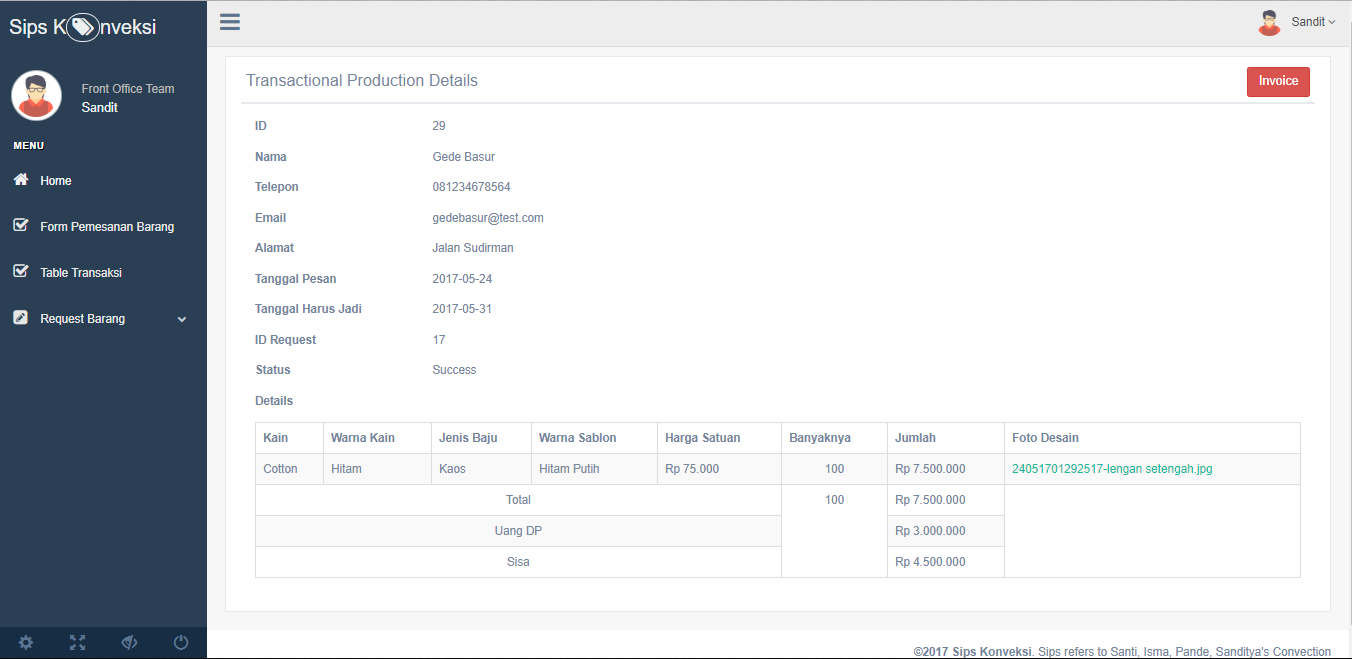 Sips Konveksi
Sandit
Front Office Team
Sandit
MENU
Home
Form Pemesanan Barang
Table Transaksi
Request Barang
Transactional Production Details
Invoice
ID 29
Nama Gede Basur
Telepon 081234678564
Email gedebasur@test.com
Alamat Jalan Sudirman
Tanggal Pesan 2017-05-24
Tanggal Harus Jadi 2017-05-31
ID Request 17
Status Success
Details
Kain Warna Kain Jenis Baju Warna Sablon Harga Satuan Banyaknya Jumlah Foto Desain
Cotton Hitam Kaos Hitam Putih Rp 75.000 100 Rp 7.500.000 24051701292517-lengan setengah.jpg
Total 100 Rp 7.500.000
Uang DP Rp 3.000.000
Sisa Rp 4.500.000
©2017 Sips Konveksi. Sips refers to Santi, Isma, Pande, Sanditya's Convection